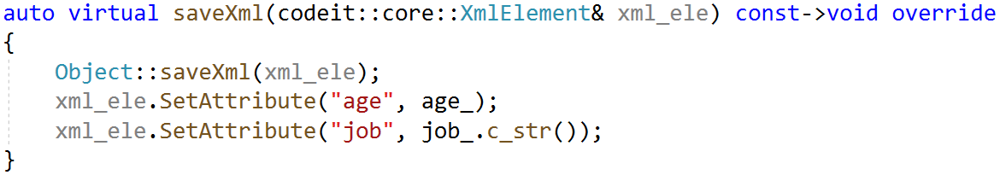 auto virtual saveXml(codeit::core::XmlElement& xml_ele) const->void override
{
    Object::saveXml(xml_ele);
    xml_ele.SetAttribute("age", age_);
    xml_ele.SetAttribute("job", job_.c_str());
}